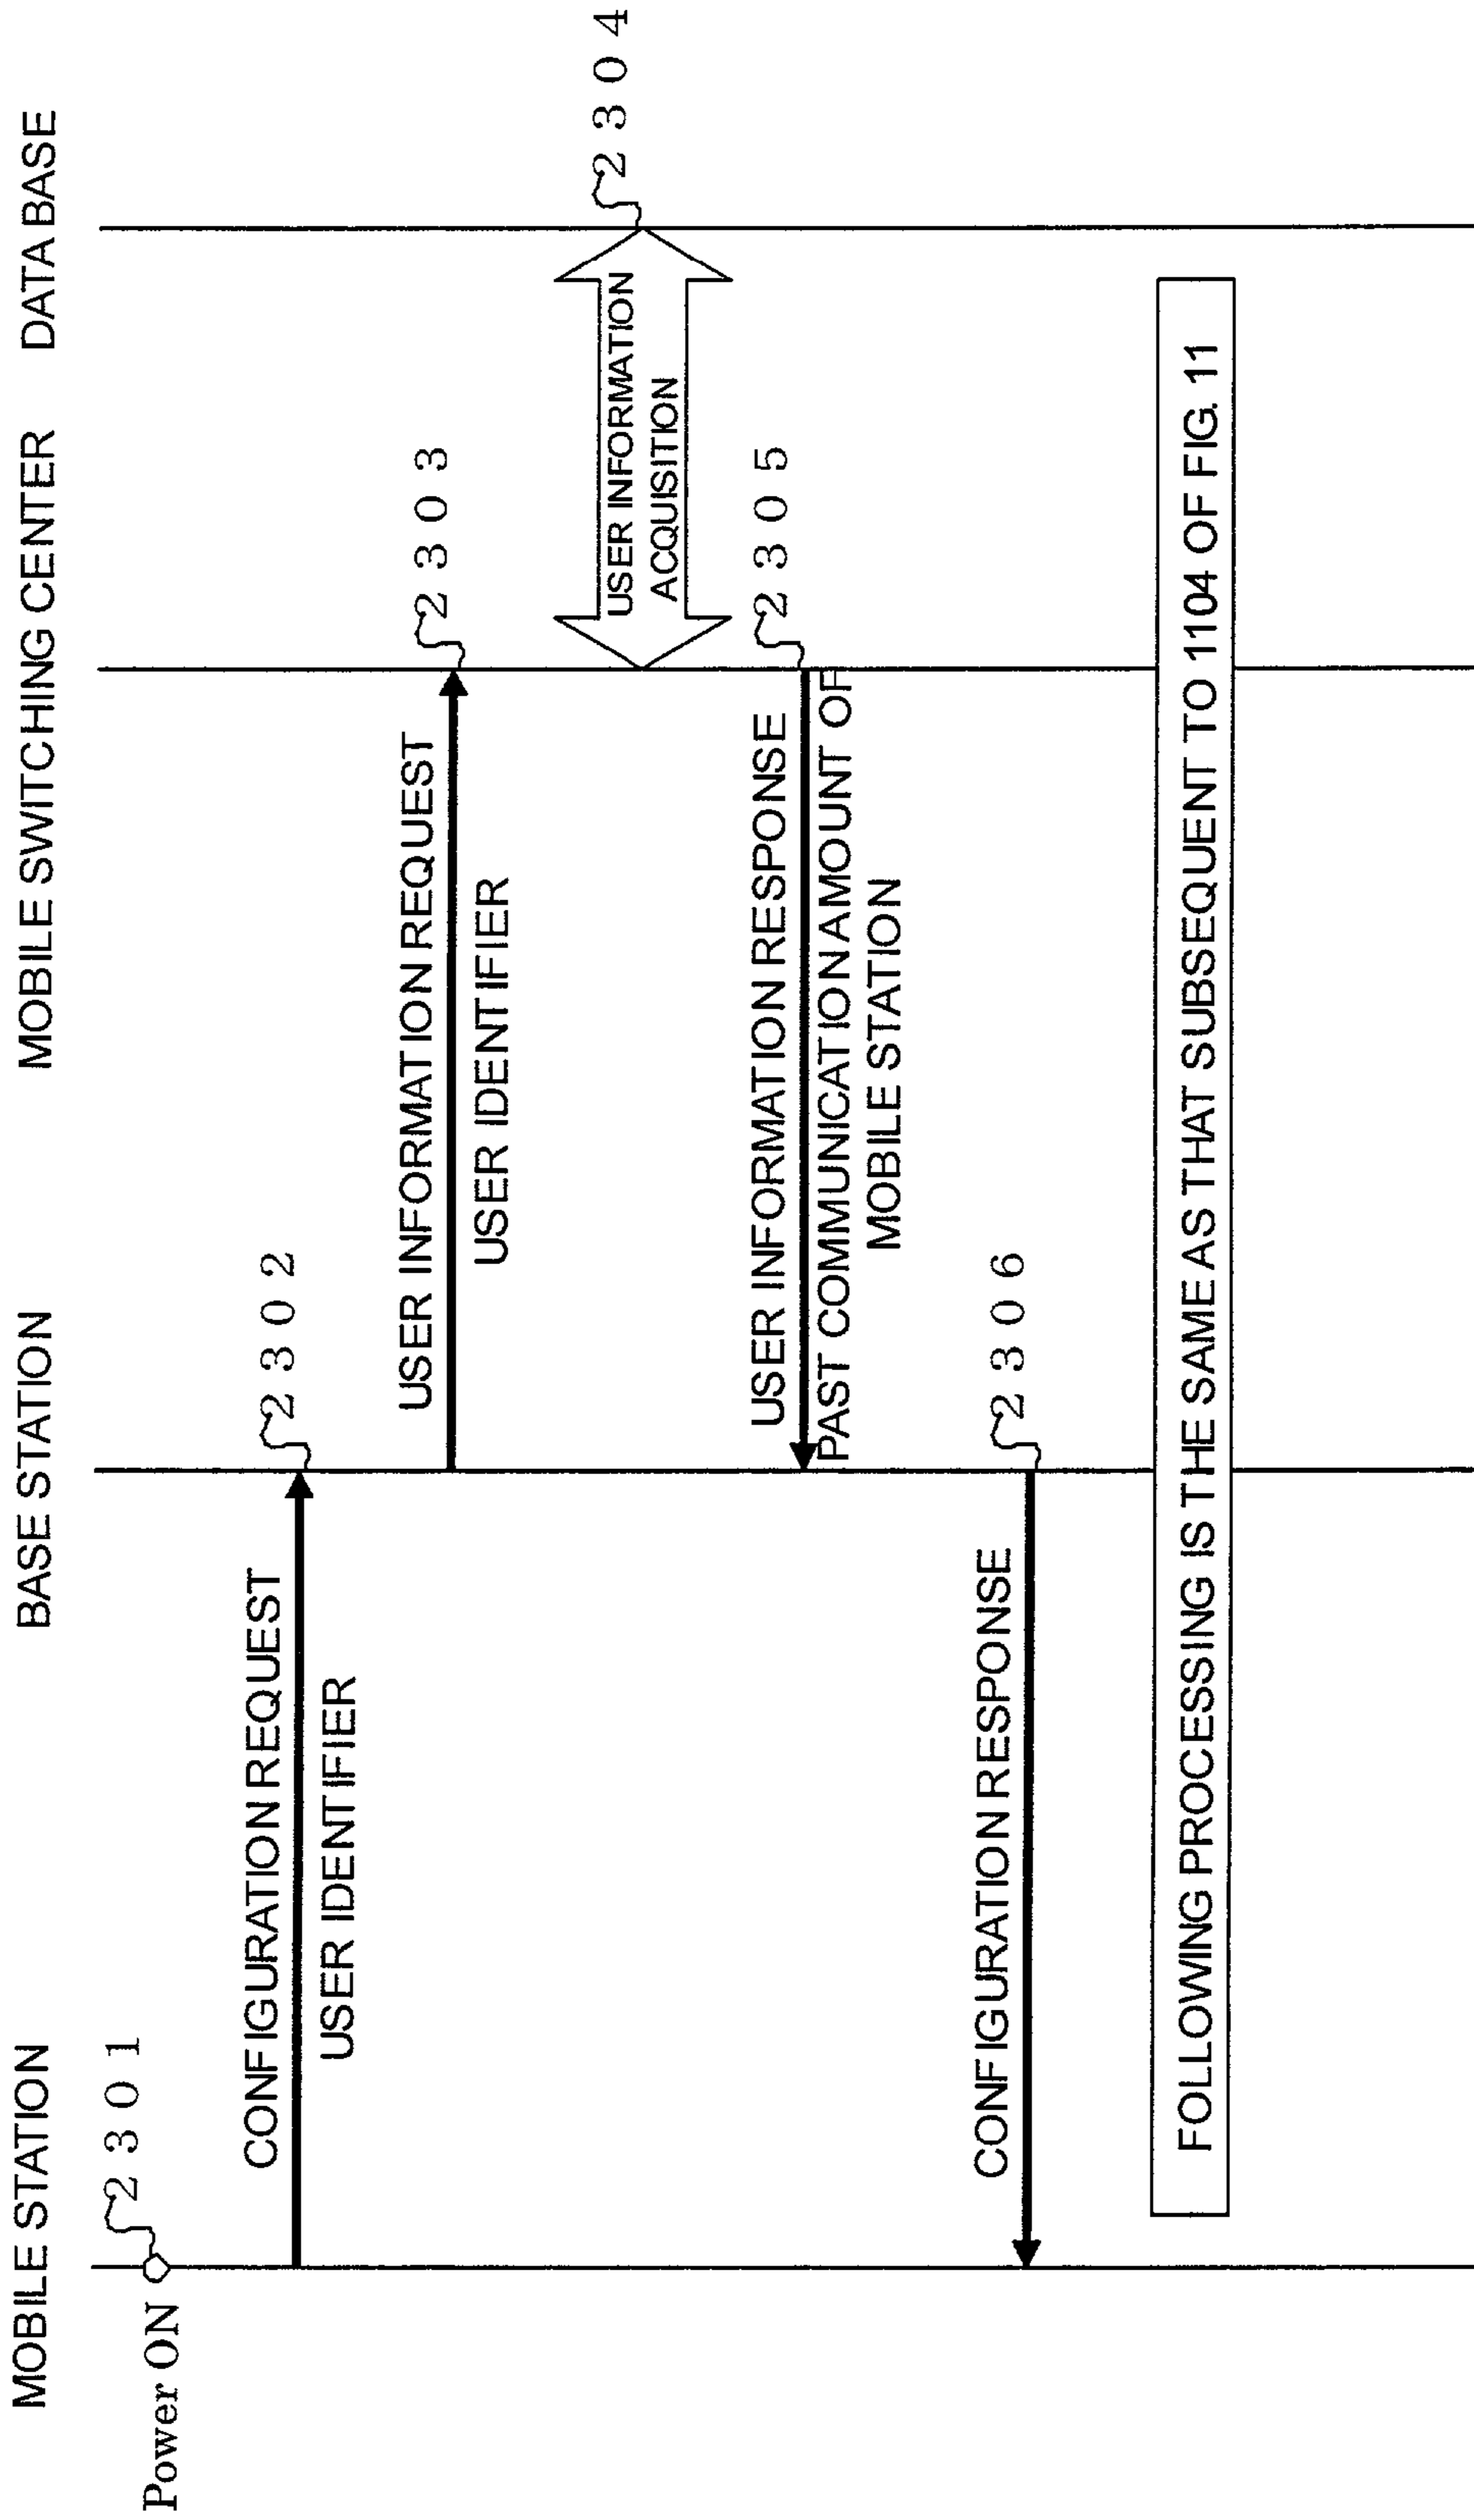 MOBILE STATION
BASE STATION
MOBILE SWITCHING CENTER
DATA BASE
Power ON
2301
CONFIGURATION REQUEST
2302
USER IDENTIFIER
USER INFORMATION REQUEST
2303
USER IDENTIFIER
USER INFORMATION
ACQUISITION
2304
USER INFORMATION RESPONSE
2305
PAST COMMUNICATION AMOUNT OF
MOBILE STATION
CONFIGURATION RESPONSE
2306
FOLLOWING PROCESSING IS THE SAME AS THAT SUBSEQUENT TO 1104 OF FIG. 11